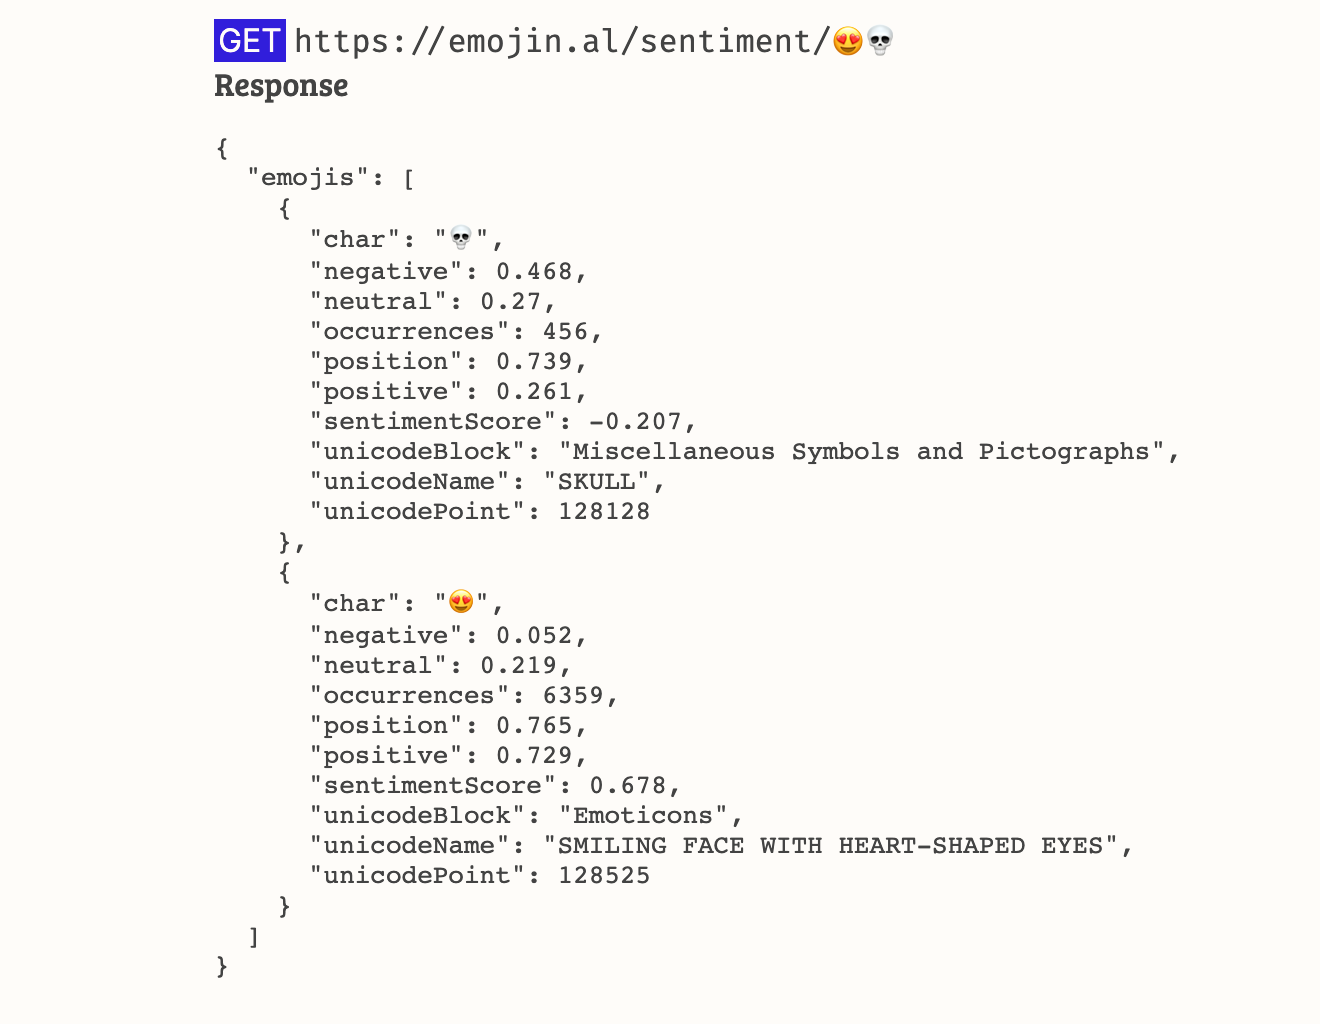 GET https://emojin.al/sentiment/😍💀
Response
{
"emojis": [
{
"char": "💀",
"negative": 0.468,
"neutral": 0.27,
"occurrences": 456,
"position": 0.739,
"positive": 0.261,
"sentimentScore": -0.207,
"unicodeBlock": "Miscellaneous Symbols and Pictographs",
"unicodeName": "SKULL",
"unicodePoint": 128128
},
{
"char": "😍",
"negative": 0.052,
"neutral": 0.219,
"occurrences": 6359,
"position": 0.765,
"positive": 0.729,
"sentimentScore": 0.678,
"unicodeBlock": "Emoticons",
"unicodeName": "SMILING FACE WITH HEART-SHAPED EYES",
"unicodePoint": 128525
}
]
}